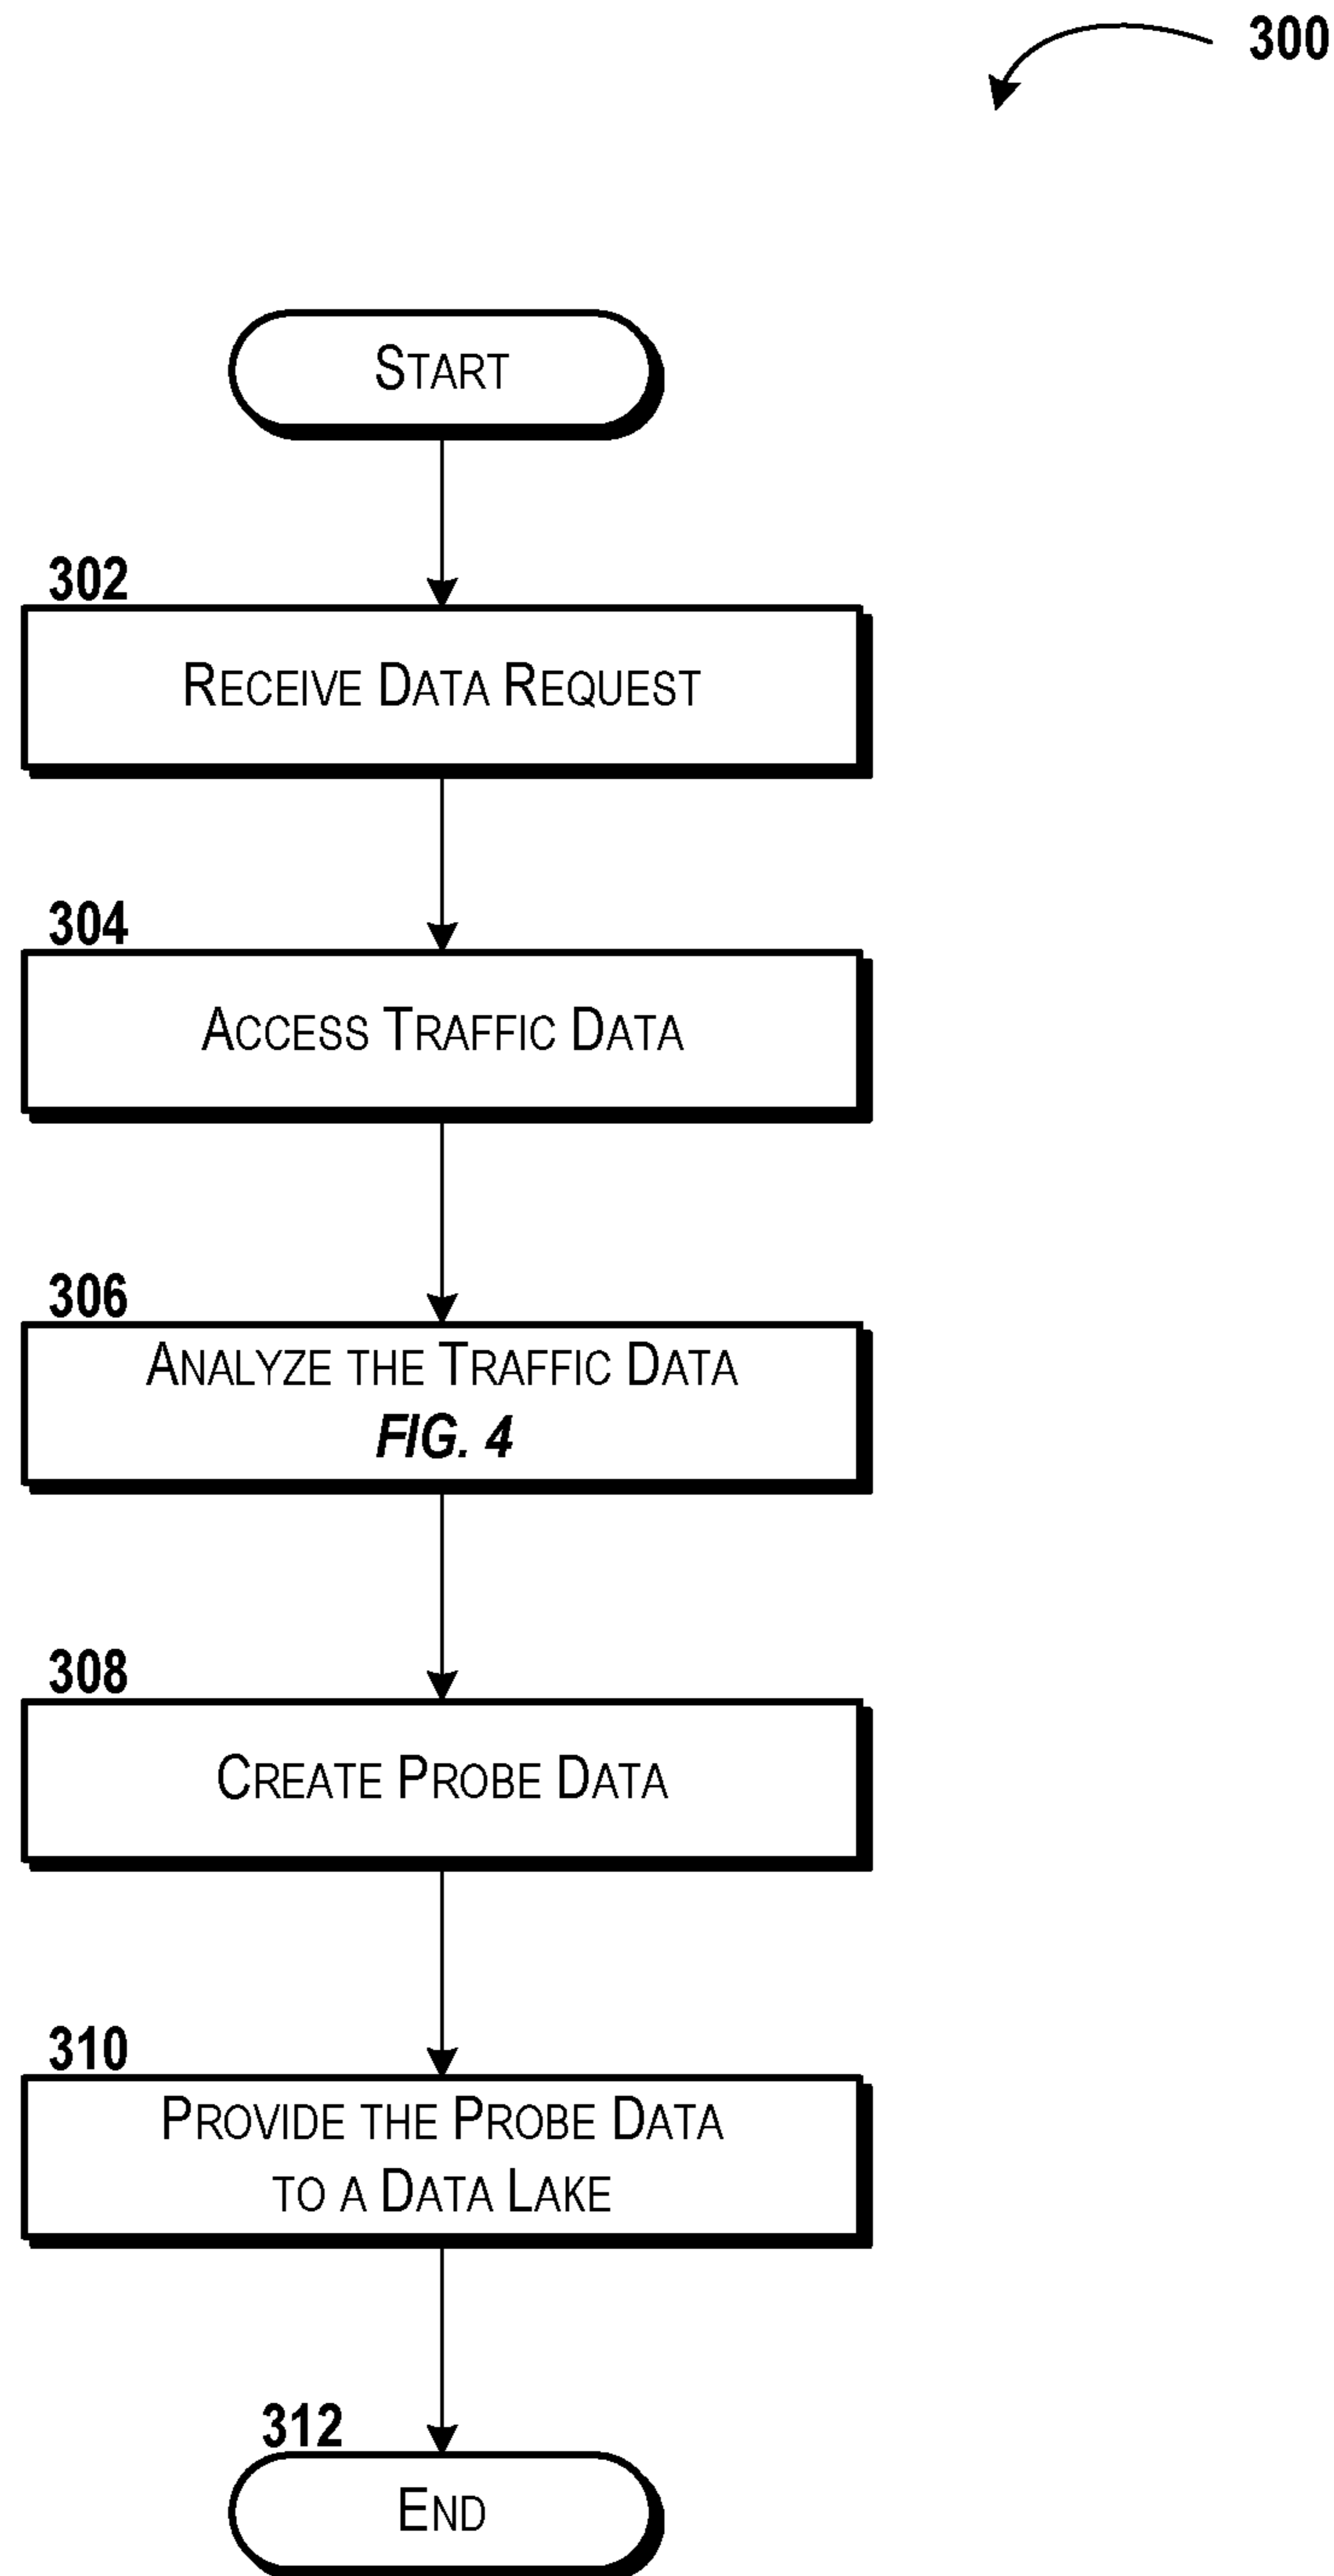 300
START
302
RECEIVE DATA REQUEST
304
ACCESS TRAFFIC DATA
306
ANALYZE THE TRAFFIC DATA
FIG. 4
308
CREATE PROBE DATA
310
PROVIDE THE PROBE DATA
TO A DATA LAKE
312
END